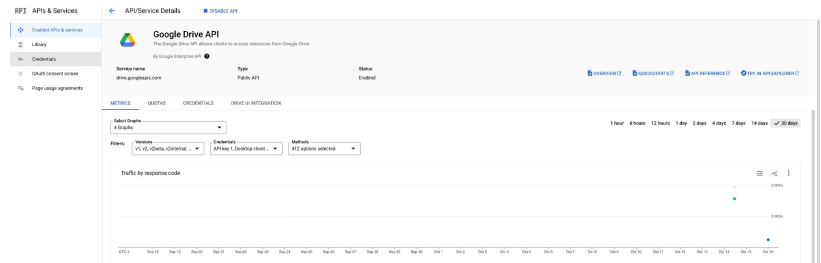 API APIs & Services
API/Service Details
DISABLE API
Enabled APIs & services
Library
Credentials
OAuth consent screen
Page usage agreements
Google Drive API
The Google Drive API allows clients to access resources from Google Drive.
By Google Enterprise API
Service name
drive.googleapis.com
Type
Public API
Status
Enabled
OVERVIEW
QUICKSTARTS
API REFERENCE
TRY IN API EXPLORER
METRICS QUOTAS CREDENTIALS DRIVE UI INTEGRATION
Select Graphs
4 Graphs
1 hour 6 hours 12 hours 1 day 2 days 4 days 7 days 14 days 30 days
Filters:
Versions
v1, v2, v2beta, v2internal, ...
Credentials
API key 1, Desktop client ...
Methods
412 options selected
Traffic by response code
UTC-5 Sep 18 Sep 19 Sep 20 Sep 21 Sep 22 Sep 23 Sep 24 Sep 25 Sep 26 Sep 27 Sep 28 Sep 29 Sep 30 Oct 1 Oct 2 Oct 3 Oct 4 Oct 5 Oct 6 Oct 7 Oct 8 Oct 9 Oct 10 Oct 11 Oct 12 Oct 13 Oct 14 Oct 15 Oct 16